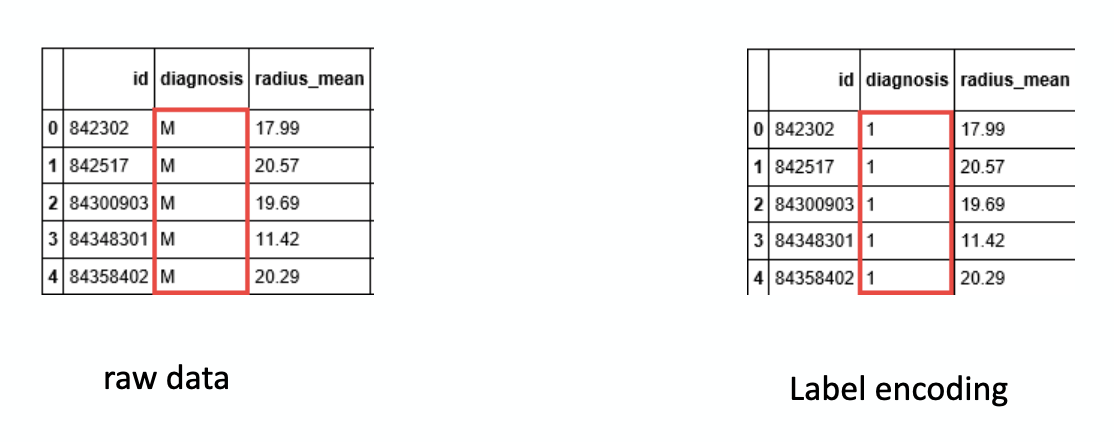 id diagnosis radius_mean
0 842302 M 17.99
1 842517 M 20.57
2 84300903 M 19.69
3 84348301 M 11.42
4 84358402 M 20.29
raw data
id diagnosis radius_mean
0 842302 1 17.99
1 842517 1 20.57
2 84300903 1 19.69
3 84348301 1 11.42
4 84358402 1 20.29
Label encoding